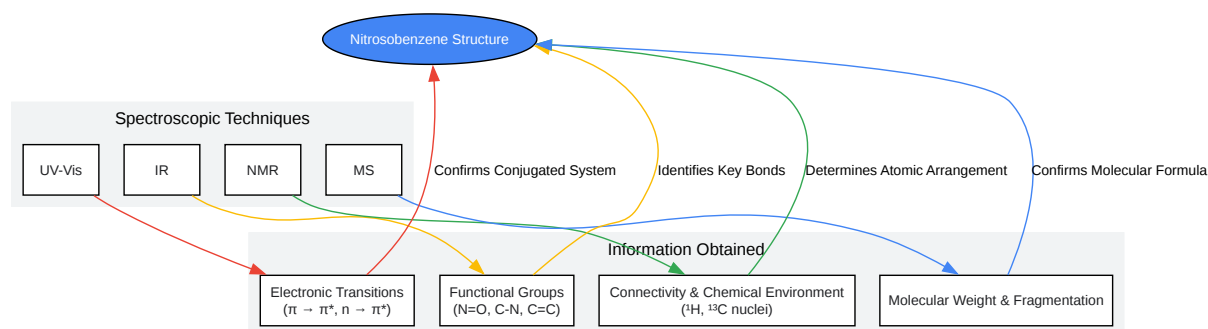 Nitrosobenzene Structure
Spectroscopic Techniques
UV-Vis
IR
NMR
MS
Confirms Conjugated System
Identifies Key Bonds
Determines Atomic Arrangement
Confirms Molecular Formula
Information Obtained
Electronic Transitions
(π → π*, n → π*)
Functional Groups
(N=O, C-N, C=C)
Connectivity & Chemical Environment
(¹H, ¹³C nuclei)
Molecular Weight & Fragmentation